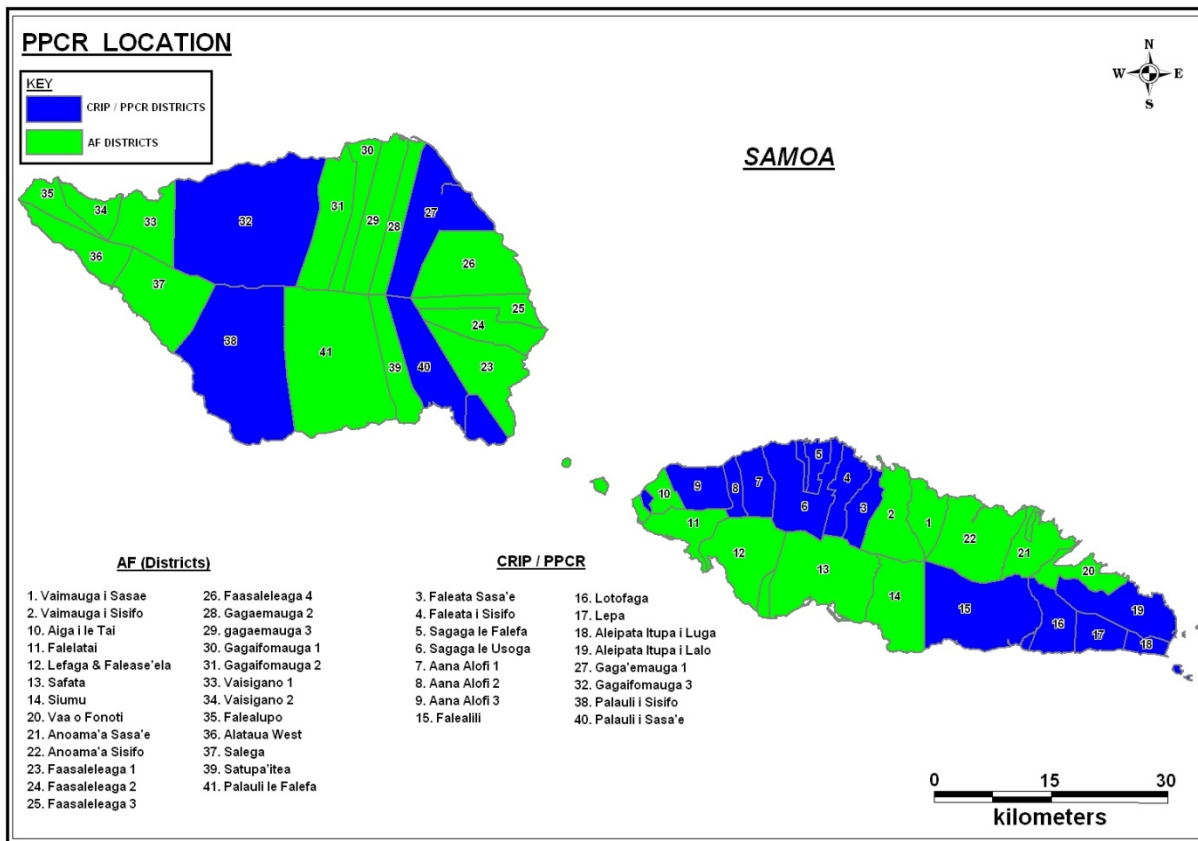 PPCR LOCATION
KEY
CRIP / PPCR DISTRICTS
AF DISTRICTS
N
W
E
S
SAMOA
30
35
34
33
32
31
29
28
27
36
37
26
25
24
38
41
39
40
23
10
9
8
7
5
4
6
3
2
1
22
21
11
12
13
14
20
15
16
17
19
18
AF (Districts)
1. Vaimauga i Sasae
2. Vaimauga i Sisifo
10. Aiga i le Tai
11. Falelatai
12. Lefaga & Falease'ela
13. Safata
14. Siumu
20. Vaa o Fonoti
21. Anoama'a Sasa'e
22. Anoama'a Sisifo
23. Faasaleleaga 1
24. Faasaleleaga 2
25. Faasaleleaga 3
26. Faasaleleaga 4
28. Gagaemauga 2
29. gagaemauga 3
30. Gagaifomauga 1
31. Gagaifomauga 2
33. Vaisigano 1
34. Vaisigano 2
35. Falealupo
36. Alataua West
37. Salega
39. Satupa'itea
41. Palauli le Falefa
CRIP / PPCR
3. Faleata Sasa'e
4. Faleata i Sisifo
5. Sagaga le Falefa
6. Sagaga le Usoga
7. Aana Alofi 1
8. Aana Alofi 2
9. Aana Alofi 3
15. Falealili
16. Lotofaga
17. Lepa
18. Aleipata Itupa i Luga
19. Aleipata Itupa i Lalo
27. Gaga'emauga 1
32. Gagaifomauga 3
38. Palauli i Sisifo
40. Palauli i Sasa'e
0 15 30
kilometers